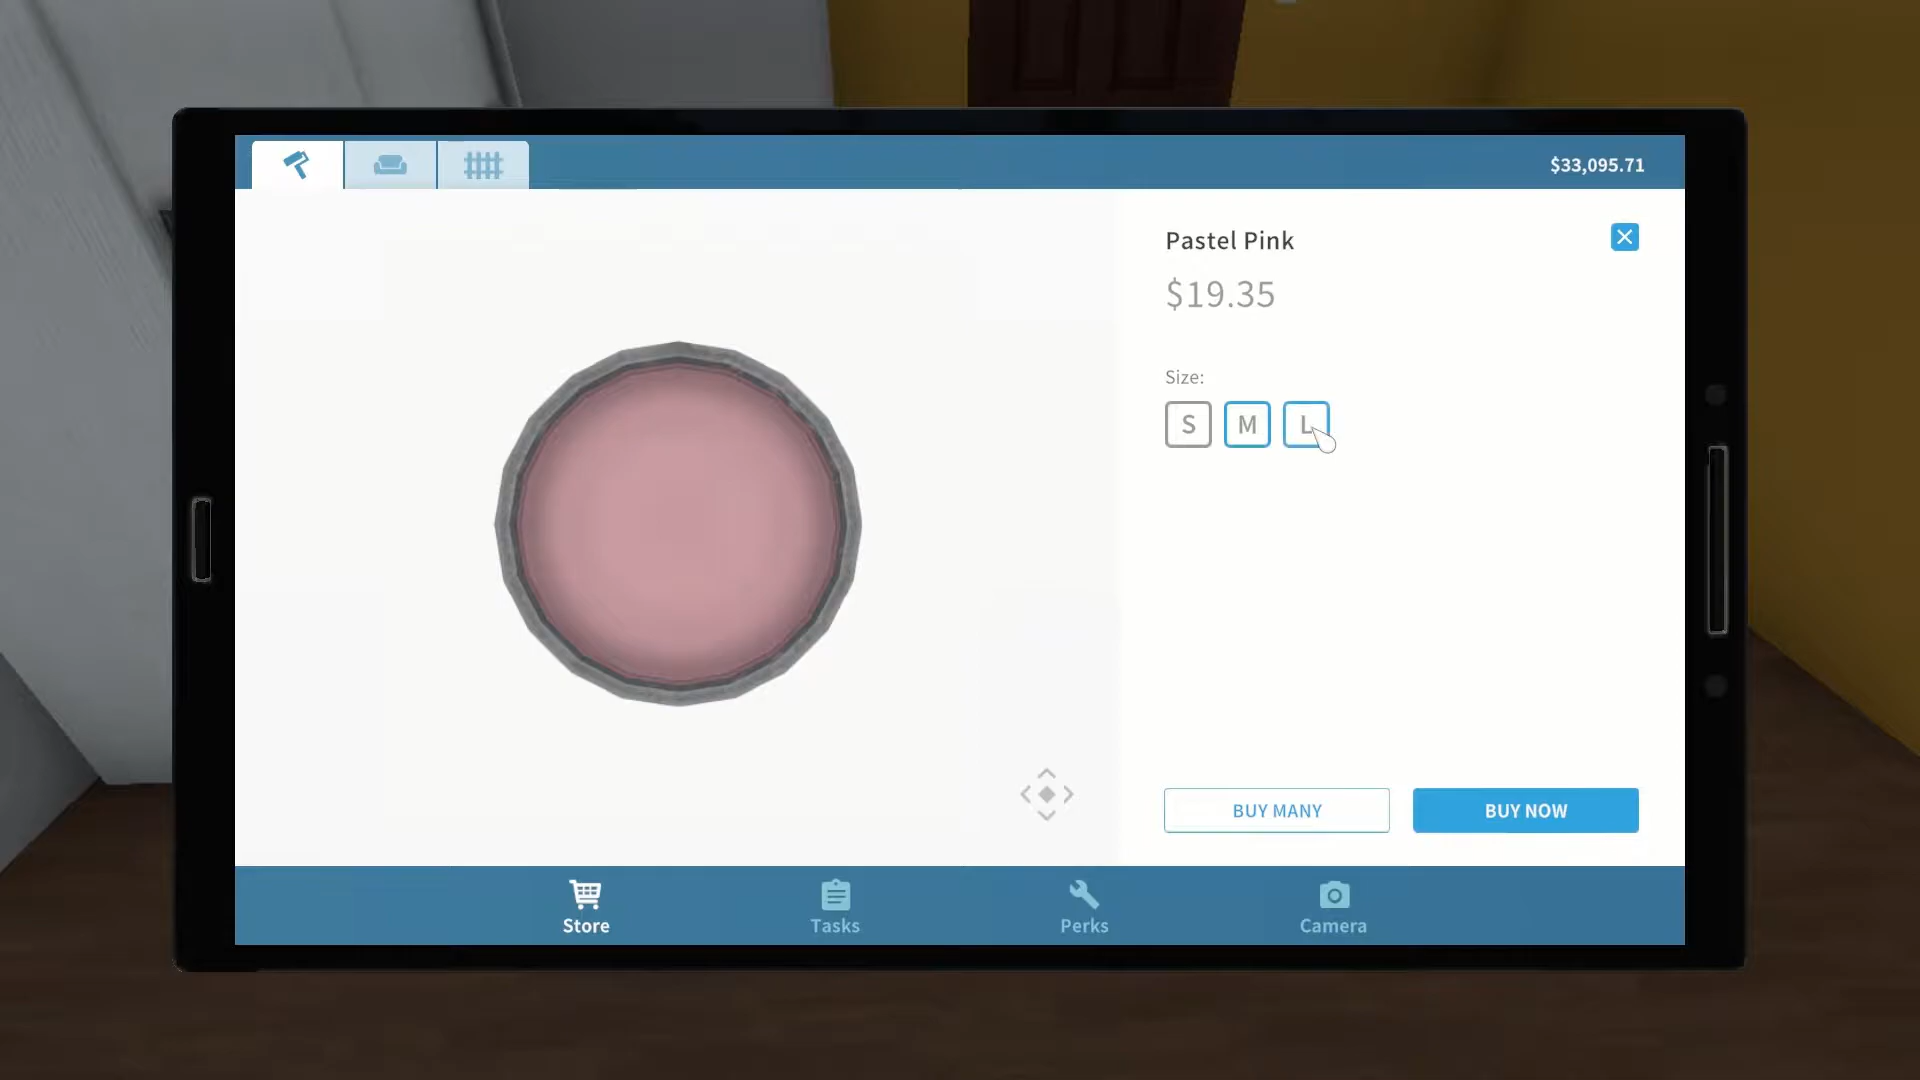 $33,095.71
Pastel Pink
$19.35
Size:
S M L
BUY MANY BUY NOW
Store Tasks Perks Camera